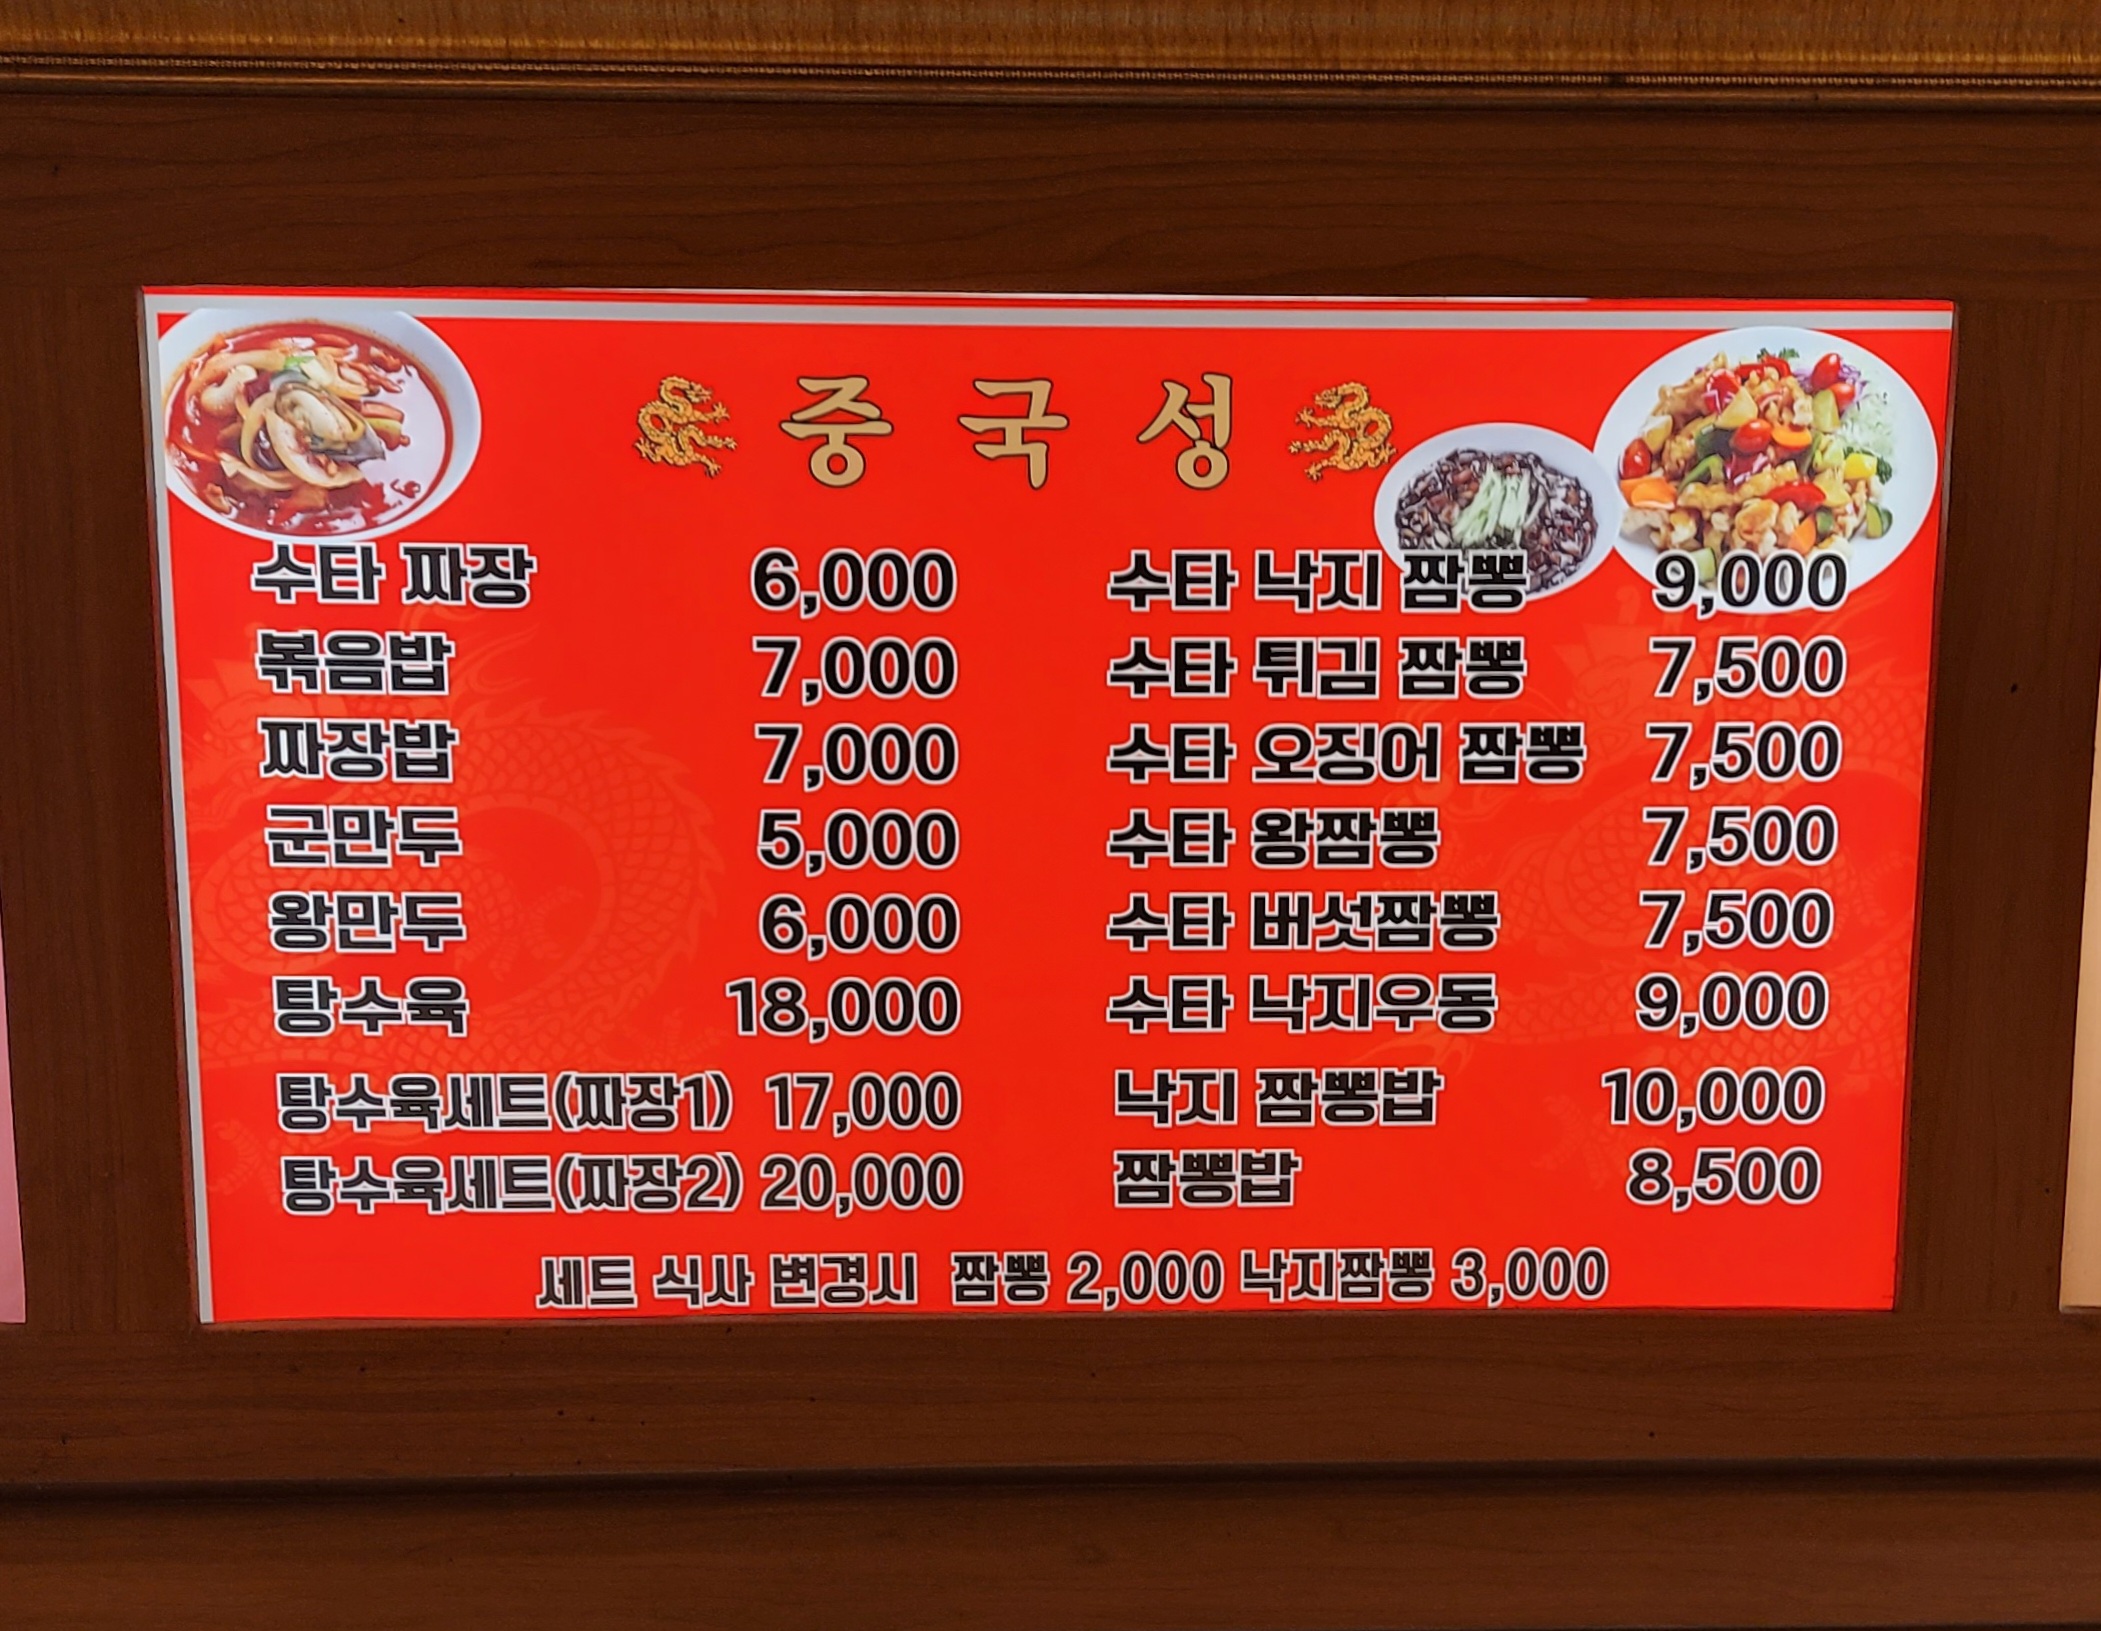 중국성
수타 짜장 6,000
볶음밥 7,000
짜장밥 7,000
군만두 5,000
왕만두 6,000
탕수육 18,000
탕수육세트(짜장1) 17,000
탕수육세트(짜장2) 20,000
수타 낙지 짬뽕 9,000
수타 튀김 짬뽕 7,500
수타 오징어 짬뽕 7,500
수타 왕짬뽕 7,500
수타 버섯짬뽕 7,500
수타 낙지우동 9,000
낙지 짬뽕밥 10,000
짬뽕밥 8,500
세트 식사 변경시 짬뽕 2,000 낙지짬뽕 3,000